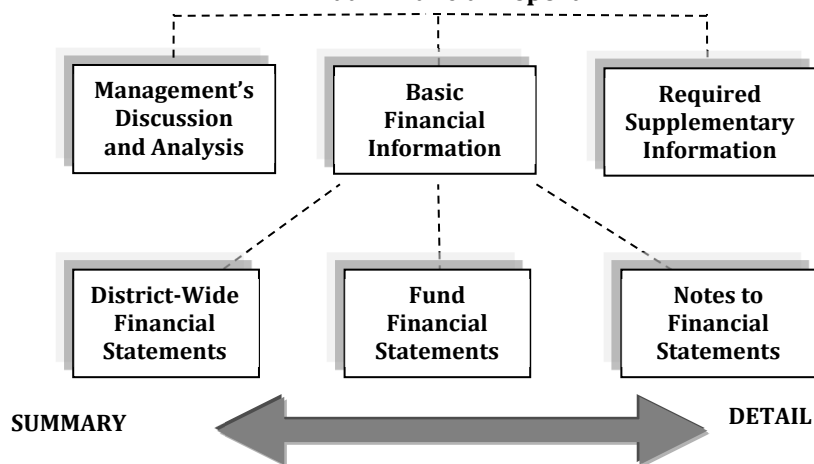 Management's
Discussion
and Analysis
Basic
Financial
Information
Required
Supplementary
Information
District-Wide
Financial
Statements
Fund
Financial
Statements
Notes to
Financial
Statements
SUMMARY
DETAIL